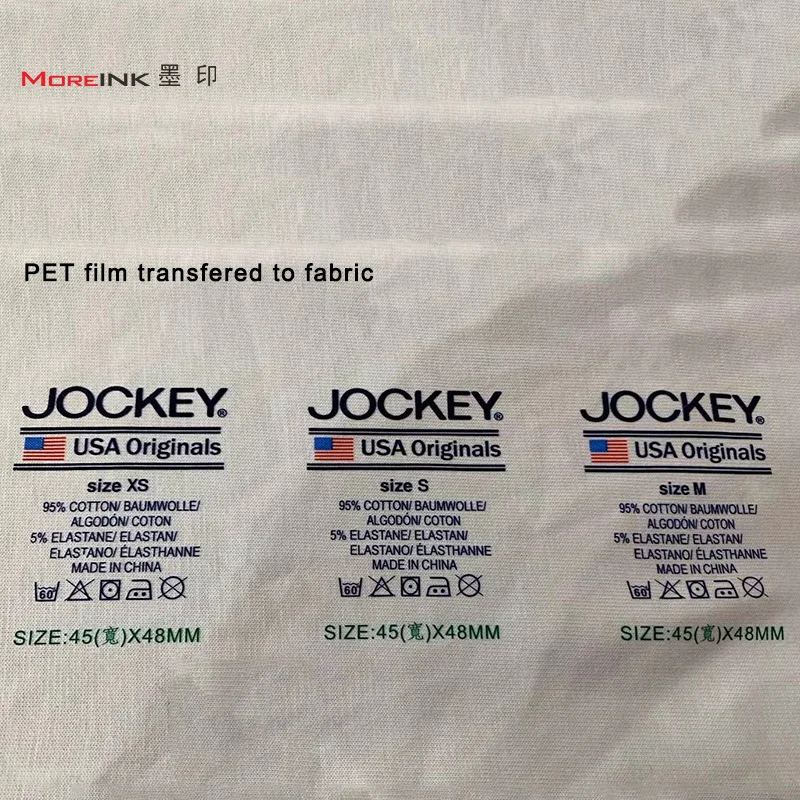 MOREINK 墨 印
PET film transfered to fabric
JOCKEY®
USA Originals
size XS
95% COTTON/ BAUMWOLLE/
ALGODÓN/ COTON
5% ELASTANE/ ELASTAN/
ELASTANO/ ÉLASTHANNE
MADE IN CHINA
60
SIZE:45(寬)X48MM
JOCKEY®
USA Originals
size S
95% COTTON/ BAUMWOLLE/
ALGODÓN/ COTON
5% ELASTANE/ ELASTAN/
ELASTANO/ ÉLASTHANNE
MADE IN CHINA
60
SIZE:45(寬)X48MM
JOCKEY®
USA Originals
size M
95% COTTON/ BAUMWOLLE/
ALGODÓN/ COTON
5% ELASTANE/ ELASTAN/
ELASTANO/ ÉLASTHANNE
MADE IN CHINA
60
SIZE:45(寬)X48MM